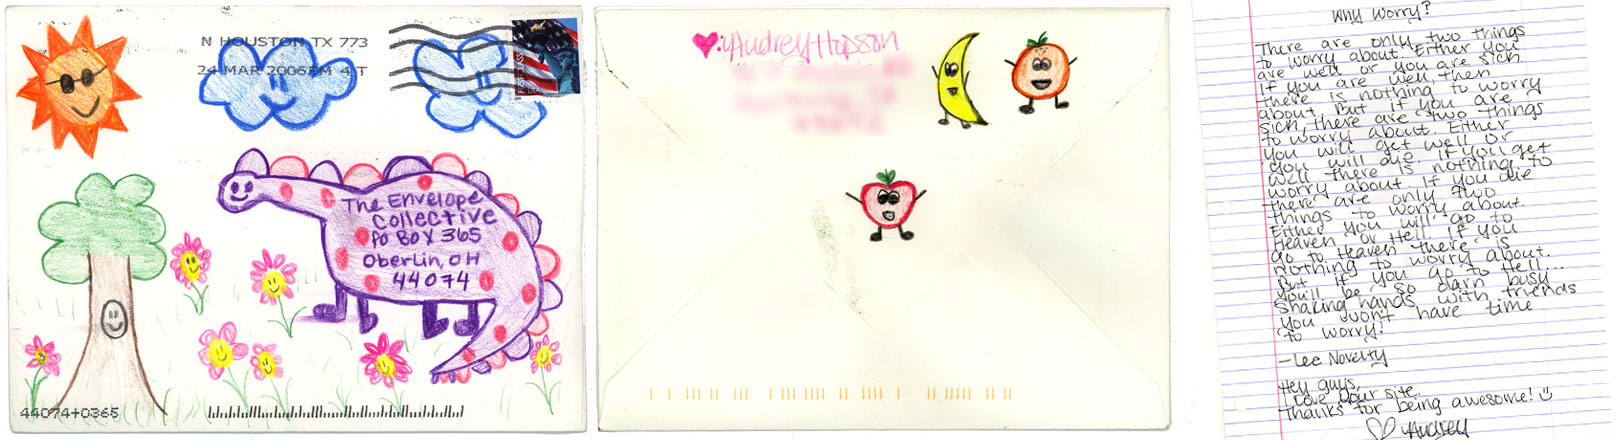 N HOUSTON TX 773
24 MAR 2006 PM 4 T
FIRST-CLASS
USA
The Envelope
Collective
Po Box 365
Oberlin, OH
44074
44074+0365
♥: Audrey Hopson
Why Worry?
There are only two things
to worry about. Either you
are well or you are sick.
If you are well then
there is nothing to worry
about. But if you are
sick, there are two things
to worry about. Either
you will get well or
you will die. If you get
well there is nothing to
worry about. If you die
there are only two
things to worry about.
Either you will go to
Heaven or Hell. If you
go to Heaven there is
nothing to worry about.
But if you go to Hell...
you'll be so darn busy
shaking hands with friends
you won't have time
to worry!
-Lee Novelty
Hey guys,
Love your site.
Thanks for being awesome! ☺
♡ Audrey